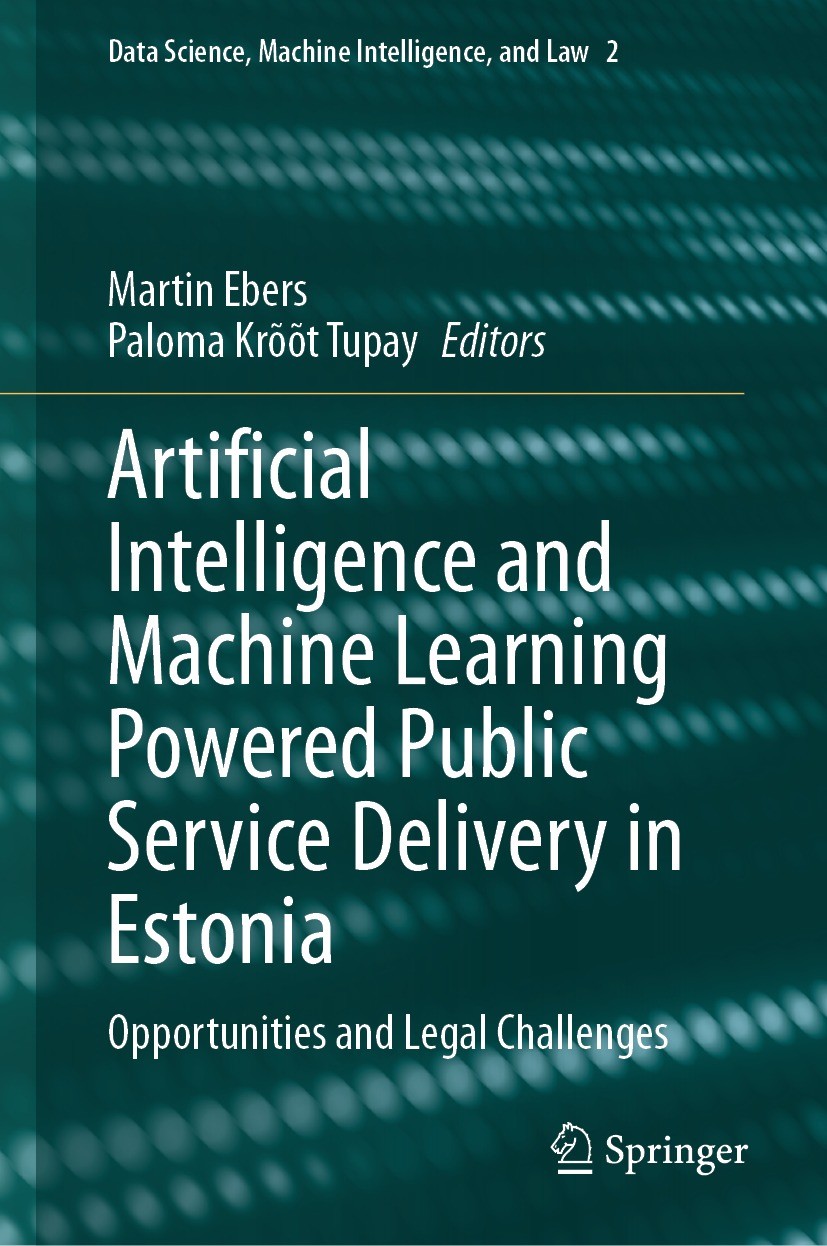 Data Science, Machine Intelligence, and Law 2
Martin Ebers
Paloma Krõõt Tupay Editors
Artificial
Intelligence and
Machine Learning
Powered Public
Service Delivery in
Estonia
Opportunities and Legal Challenges
Springer